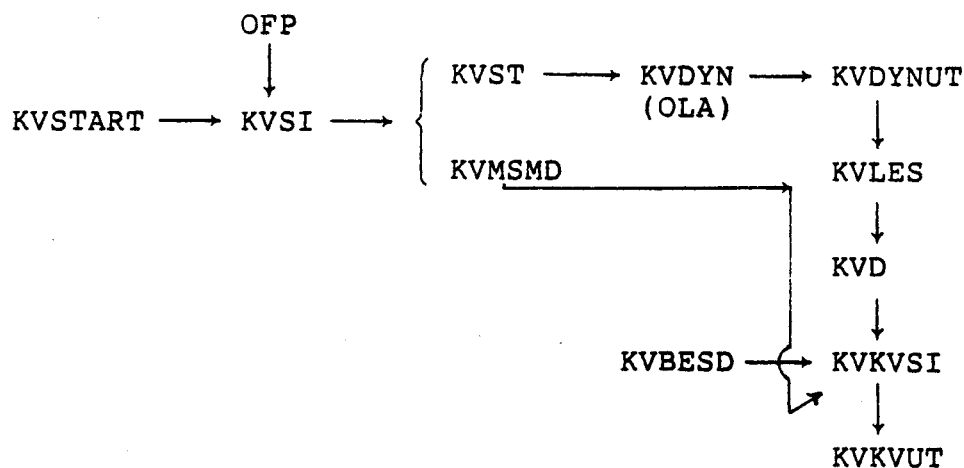 OFP
KVST KVDYN KVDYNUT
(OLA)
KVSTART KVSI
KVMSMD KVLES
KVD
KVBESD KVKVSI
KVKVUT